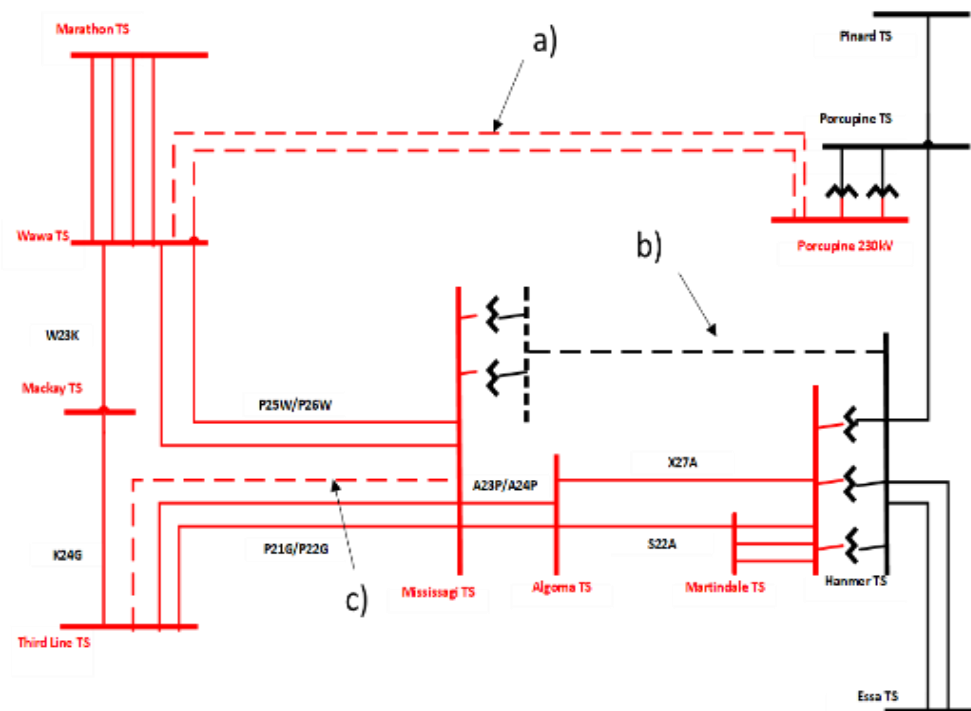 Marathon TS
a)
Pinard TS
Porcupine TS
Wawa TS
Porcupine 230kV
b)
W23K
Mackay TS
P25W/P26W
X27A
A23P/A24P
K24G
P21G/P22G
S22A
c)
Mississagi TS
Algoma TS
Martindale TS
Hanmer TS
Third Line TS
Essa TS